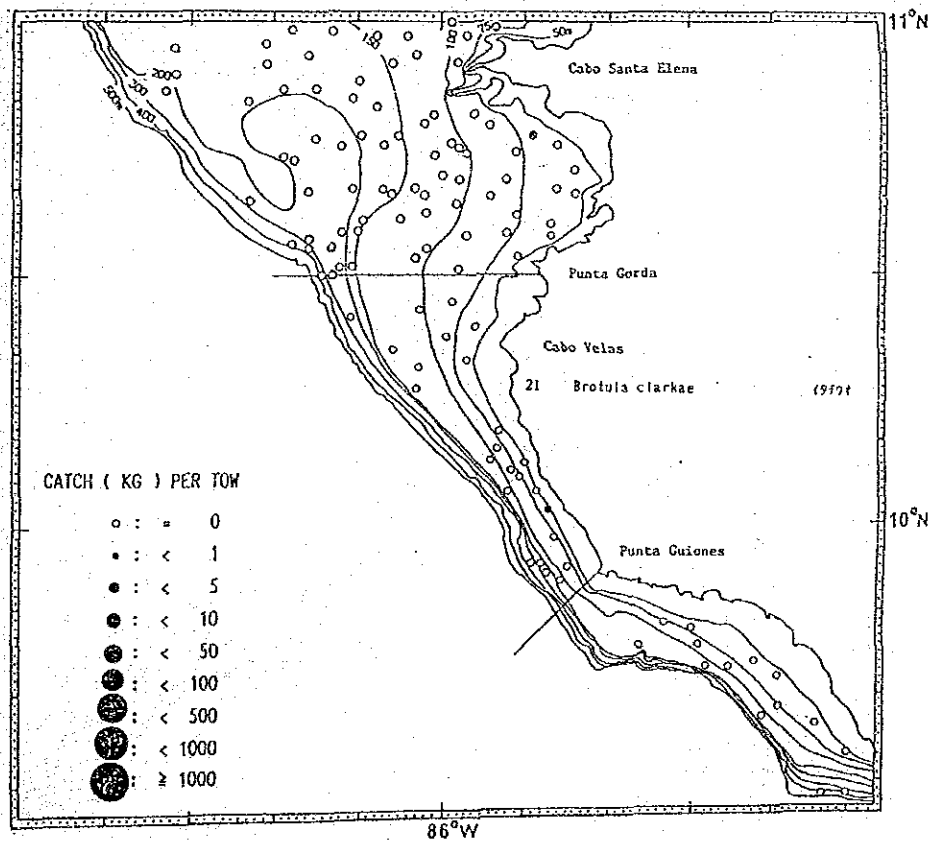 11°N
75
50m
100
150
Cabo Santa Elena
200
300
400
500m
Punta Gorda
Cabo Velas
21 Brotula clarkae
CATCH ( KG ) PER TOW
○ : = 0
● : < 1
● : < 5
● : < 10
● : < 50
● : < 100
● : < 500
● : < 1000
● : ≥ 1000
10°N
Punta Guiones
86°W